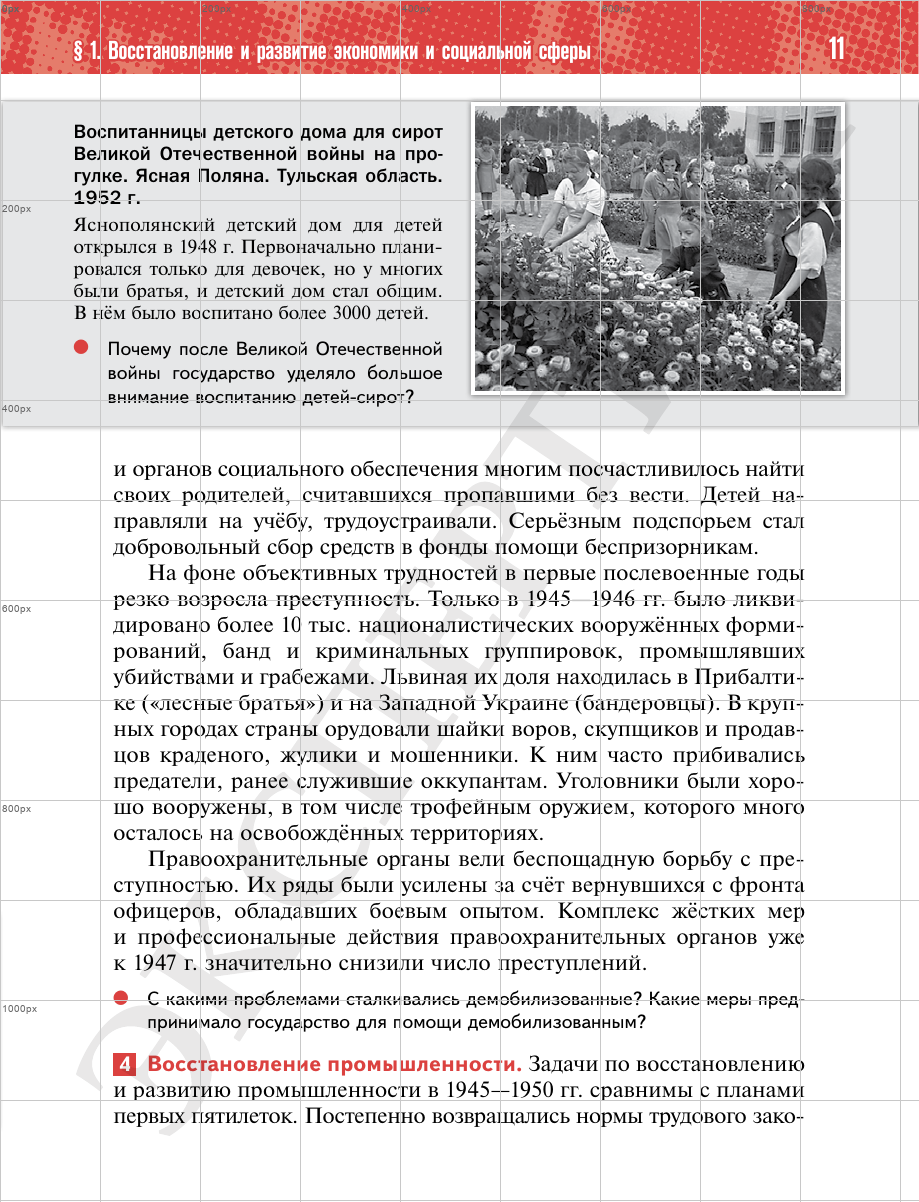 § 1. Восстановление и развитие экономики и социальной сферы
11
Воспитанницы детского дома для сирот
Великой Отечественной войны на про-
гулке. Ясная Поляна. Тульская область.
1952 г.
Яснополянский детский дом для детей
открылся в 1948 г. Первоначально плани-
ровался только для девочек, но у многих
были братья, и детский дом стал общим.
В нём было воспитано более 3000 детей.
Почему после Великой Отечественной
войны государство уделяло большое
внимание воспитанию детей-сирот?
и органов социального обеспечения многим посчастливилось найти
своих родителей, считавшихся пропавшими без вести. Детей на-
правляли на учёбу, трудоустраивали. Серьёзным подспорьем стал
добровольный сбор средств в фонды помощи беспризорникам.
На фоне объективных трудностей в первые послевоенные годы
резко возросла преступность. Только в 1945—1946 гг. было ликви-
дировано более 10 тыс. националистических вооружённых форми-
рований, банд и криминальных группировок, промышлявших
убийствами и грабежами. Львиная их доля находилась в Прибалти-
ке («лесные братья») и на Западной Украине (бандеровцы). В круп-
ных городах страны орудовали шайки воров, скупщиков и продав-
цов краденого, жулики и мошенники. К ним часто прибивались
предатели, ранее служившие оккупантам. Уголовники были хоро-
шо вооружены, в том числе трофейным оружием, которого много
осталось на освобождённых территориях.
Правоохранительные органы вели беспощадную борьбу с пре-
ступностью. Их ряды были усилены за счёт вернувшихся с фронта
офицеров, обладавших боевым опытом. Комплекс жёстких мер
и профессиональные действия правоохранительных органов уже
к 1947 г. значительно снизили число преступлений.
С какими проблемами сталкивались демобилизованные? Какие меры пред-
принимало государство для помощи демобилизованным?
4 Восстановление промышленности. Задачи по восстановлению
и развитию промышленности в 1945—1950 гг. сравнимы с планами
первых пятилеток. Постепенно возвращались нормы трудового зако-
200px
400px
600px
800px
1000px